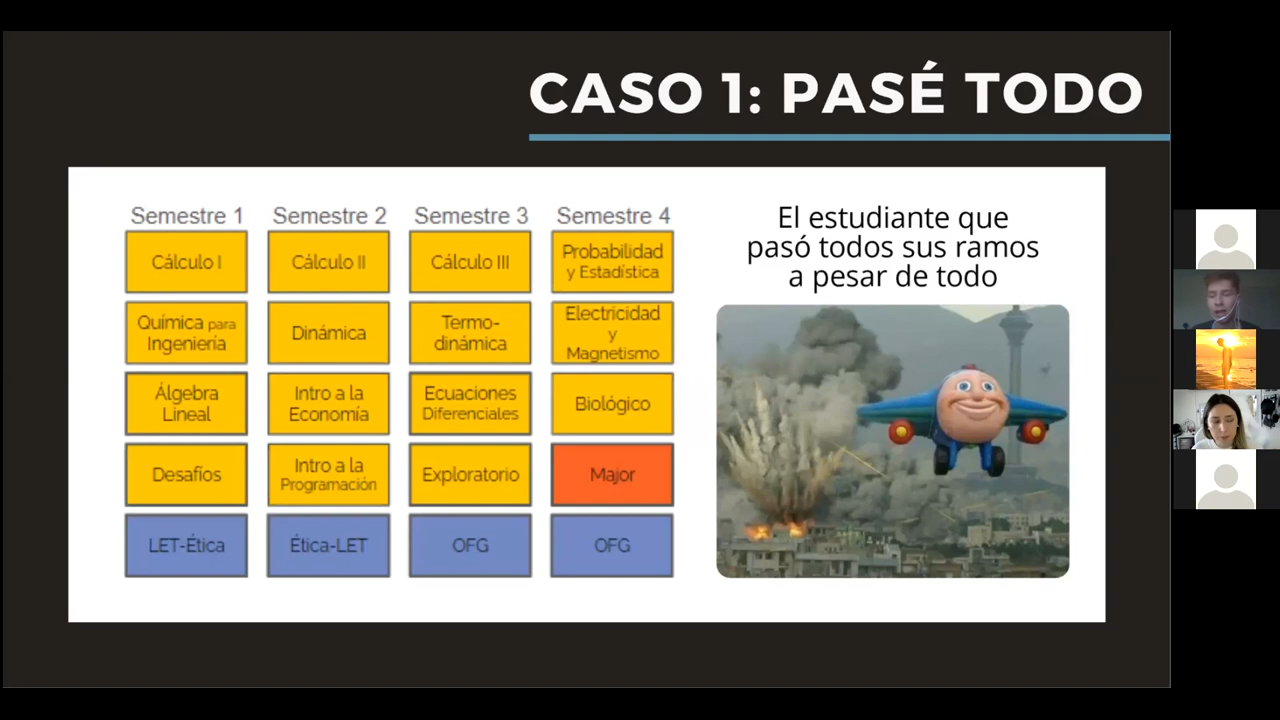 CASO 1: PASÉ TODO
Semestre 1
Semestre 2
Semestre 3
Semestre 4
Cálculo I
Cálculo II
Cálculo III
Probabilidad
y Estadística
Química para
Ingeniería
Dinámica
Termo-
dinámica
Electricidad
y
Magnetismo
Álgebra
Lineal
Intro a la
Economía
Ecuaciones
Diferenciales
Biológico
Desafíos
Intro a la
Programación
Exploratorio
Major
LET-Ética
Ética-LET
OFG
OFG
El estudiante que
pasó todos sus ramos
a pesar de todo